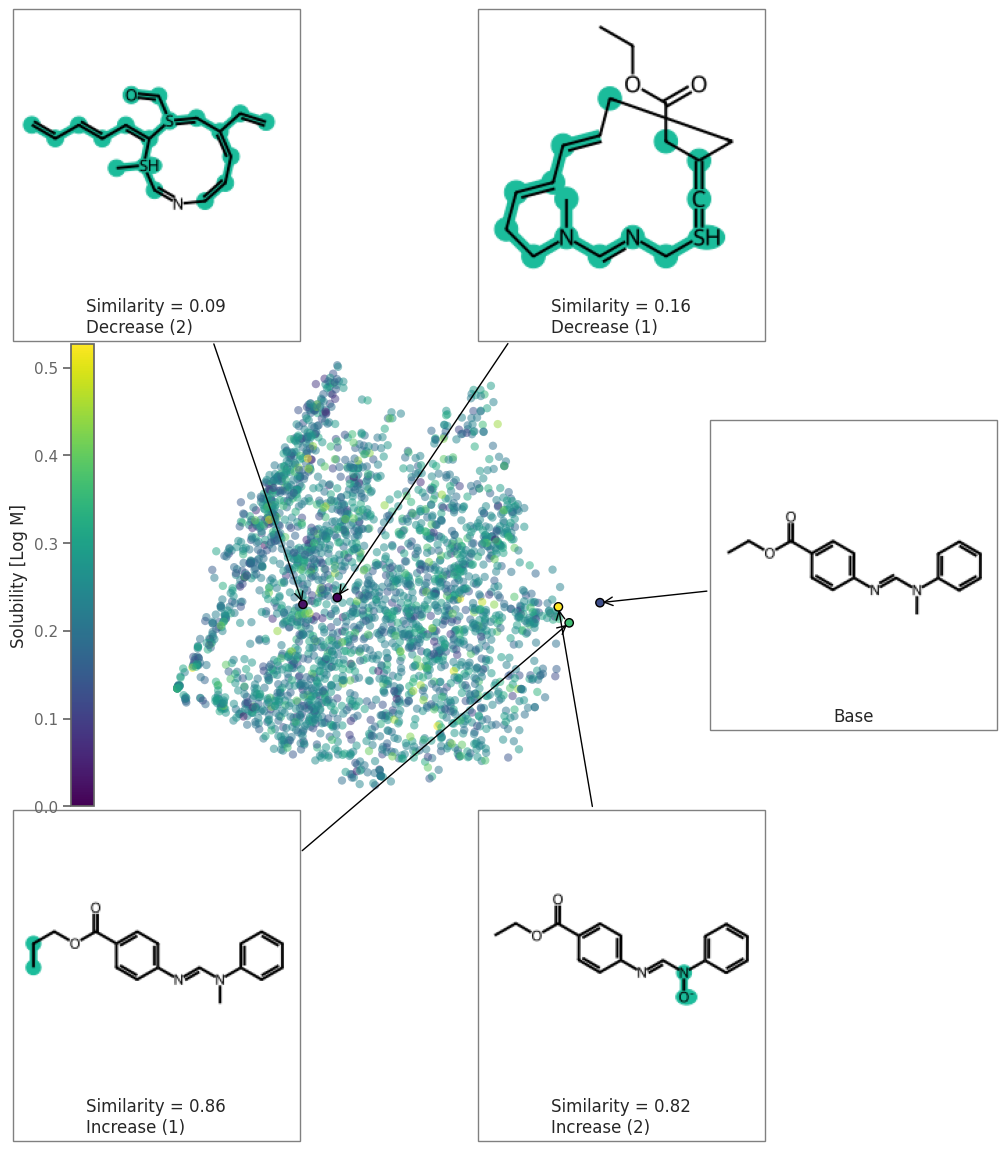 O
S
SH
N
Similarity = 0.09
Decrease (2)
O
O
C
N
N
SH
Similarity = 0.16
Decrease (1)
Solubility [Log M]
0.5
0.4
0.3
0.2
0.1
0.0
O
O
N
N
Base
O
O
N
N
Similarity = 0.86
Increase (1)
O
O
N
N
O⁻
Similarity = 0.82
Increase (2)